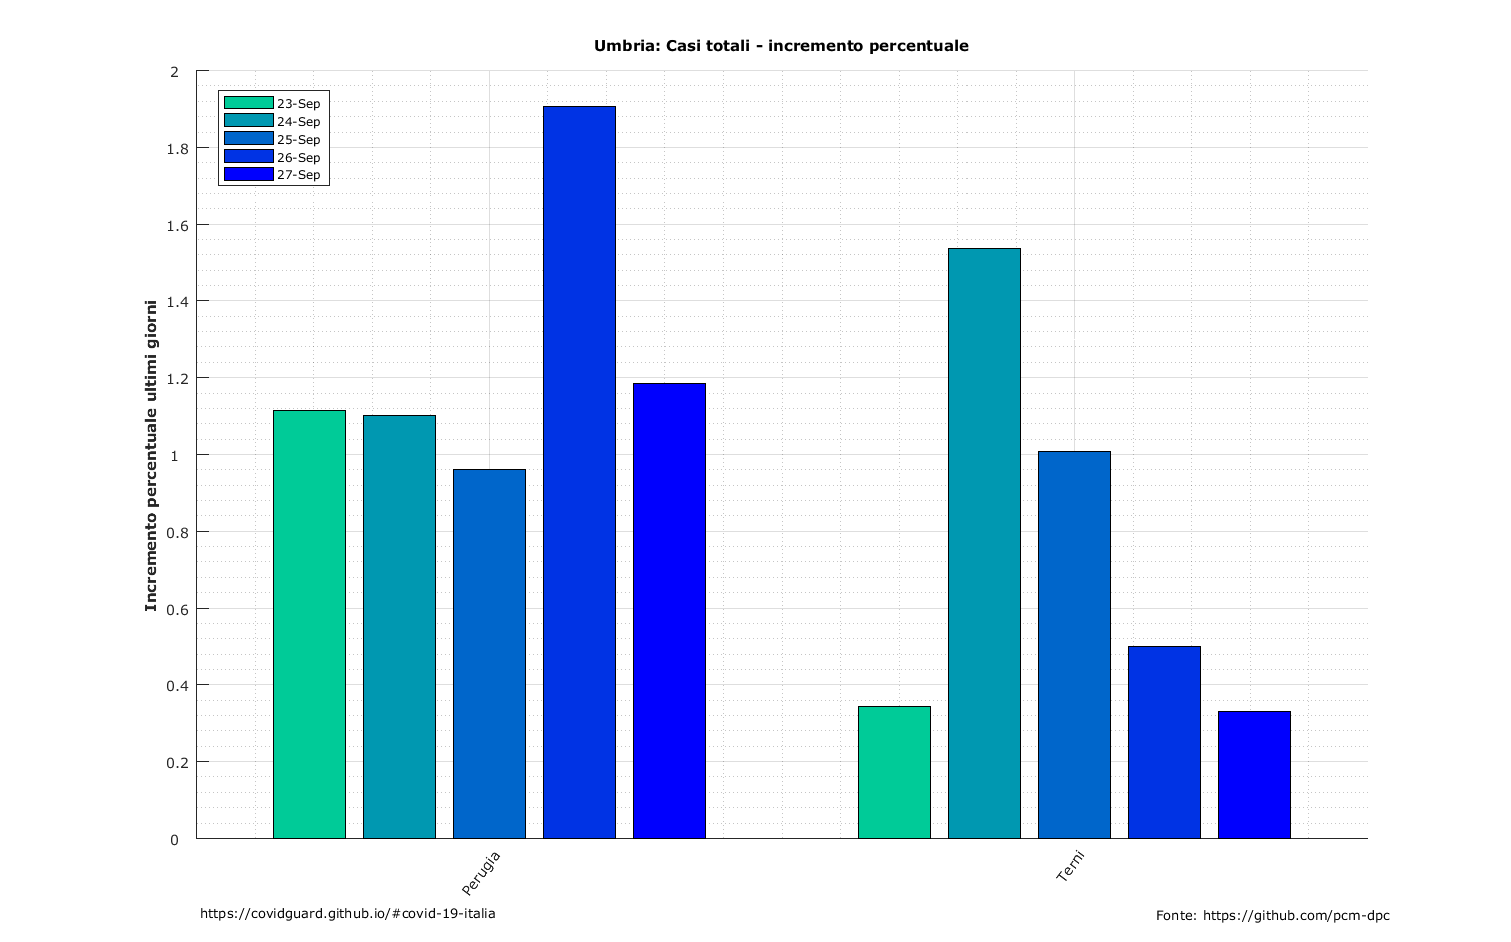 Umbria: Casi totali - incremento percentuale
23-Sep
24-Sep
25-Sep
26-Sep
27-Sep
Incremento percentuale ultimi giorni
2
1.8
1.6
1.4
1.2
1
0.8
0.6
0.4
0.2
0
Perugia
Terni
https://covidguard.github.io/#covid-19-italia
Fonte: https://github.com/pcm-dpc